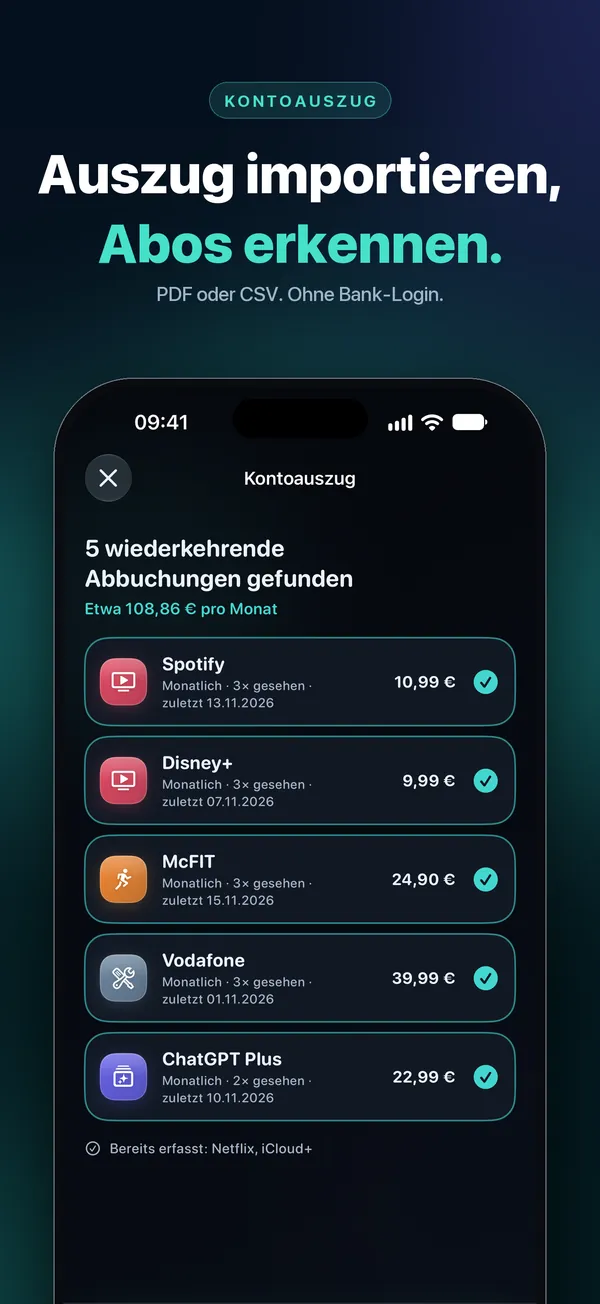 KONTOAUSZUG
Auszug importieren,
Abos erkennen.
PDF oder CSV. Ohne Bank-Login.
09:41
Kontoauszug
5 wiederkehrende
Abbuchungen gefunden
Etwa 108,86 € pro Monat
Spotify
Monatlich · 3× gesehen ·
zuletzt 13.11.2026
10,99 €
Disney+
Monatlich · 3× gesehen ·
zuletzt 07.11.2026
9,99 €
McFIT
Monatlich · 3× gesehen ·
zuletzt 15.11.2026
24,90 €
Vodafone
Monatlich · 3× gesehen ·
zuletzt 01.11.2026
39,99 €
ChatGPT Plus
Monatlich · 2× gesehen ·
zuletzt 10.11.2026
22,99 €
Bereits erfasst: Netflix, iCloud+